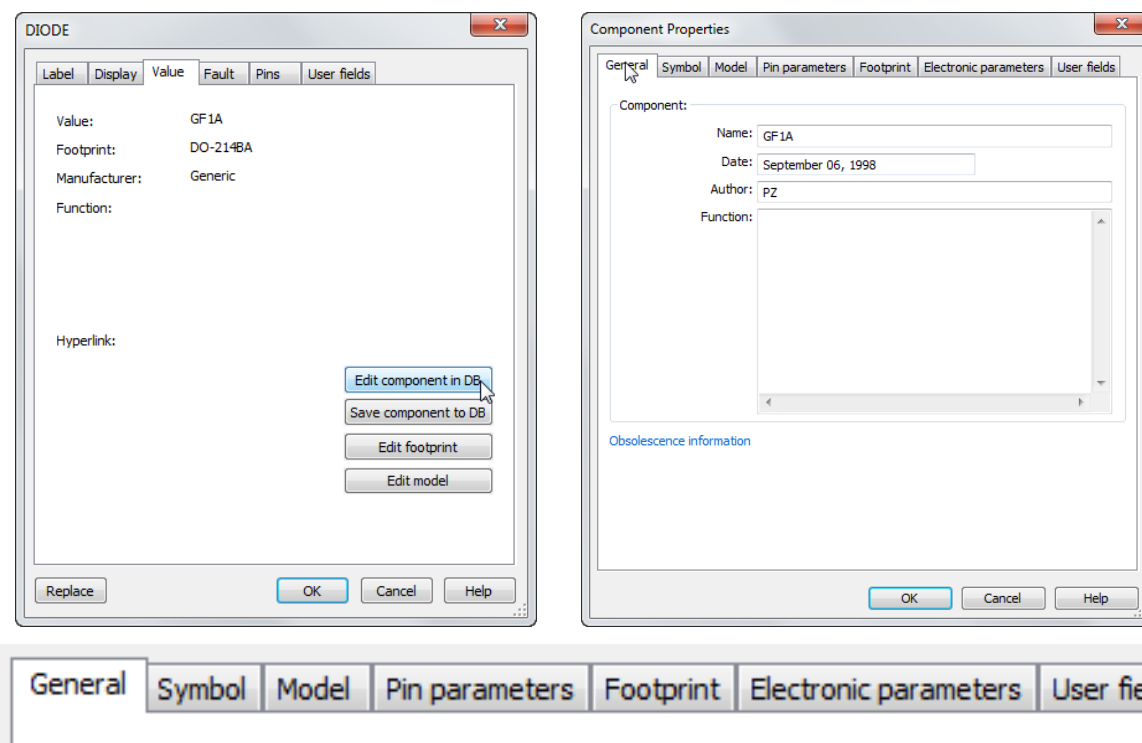 DIODE
Label Display Value Fault Pins User fields
Value: GF1A
Footprint: DO-214BA
Manufacturer: Generic
Function:
Hyperlink:
Edit component in DB
Save component to DB
Edit footprint
Edit model
Replace OK Cancel Help
Component Properties
General Symbol Model Pin parameters Footprint Electronic parameters User fields
Component:
Name: GF1A
Date: September 06, 1998
Author: PZ
Function:
Obsolescence information
OK Cancel Help
General Symbol Model Pin parameters Footprint Electronic parameters User fie